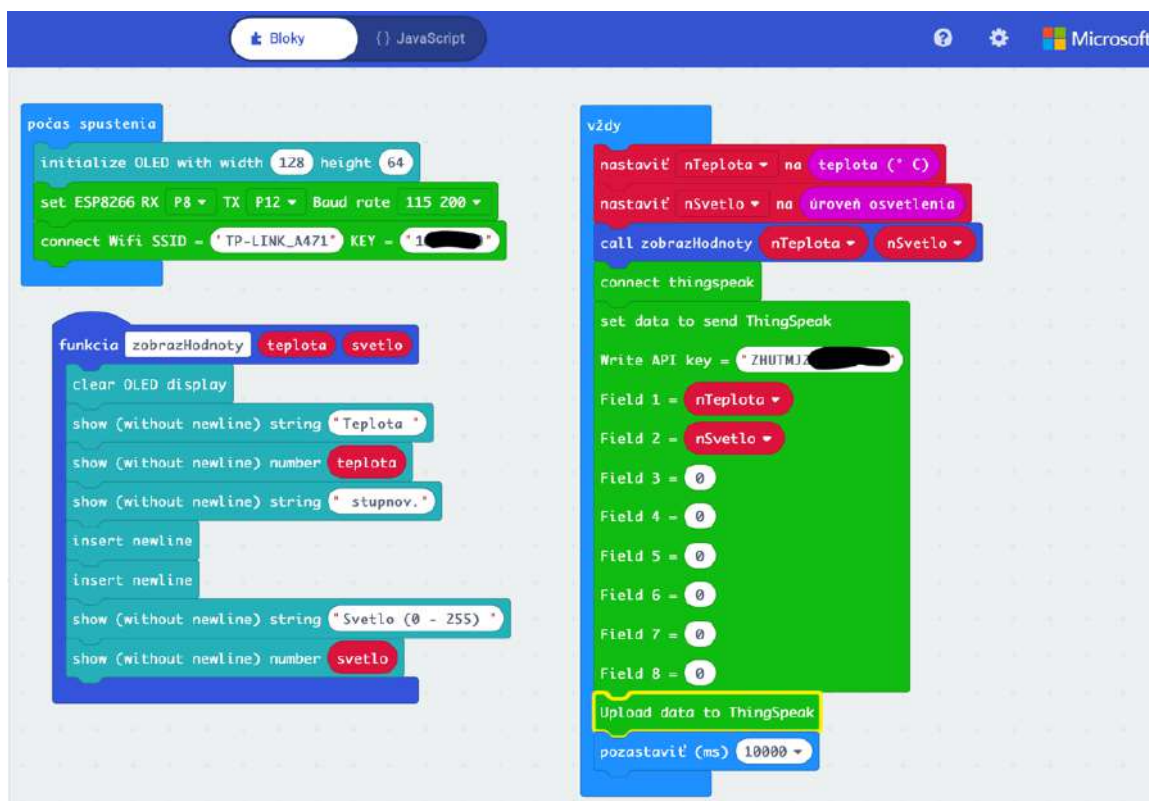 Bloky
{} JavaScript
Microsoft
počas spustenia
initialize OLED with width 128 height 64
set ESP8266 RX P8 TX P12 Baud rate 115 200
connect Wifi SSID = "TP-LINK_A471" KEY = "1 "
funkcia zobrazHodnoty teplota svetlo
clear OLED display
show (without newline) string "Teplota "
show (without newline) number teplota
show (without newline) string " stupnov."
insert newline
insert newline
show (without newline) string "Svetlo (0 - 255) "
show (without newline) number svetlo
vždy
nastaviť nTeplota na teplota (° C)
nastaviť nSvetlo na úroveň osvetlenia
call zobrazHodnoty nTeplota nSvetlo
connect thingspeak
set data to send ThingSpeak
Write API key = "ZHUTMJZ "
Field 1 = nTeplota
Field 2 = nSvetlo
Field 3 = 0
Field 4 = 0
Field 5 = 0
Field 6 = 0
Field 7 = 0
Field 8 = 0
Upload data to ThingSpeak
pozastaviť (ms) 10000